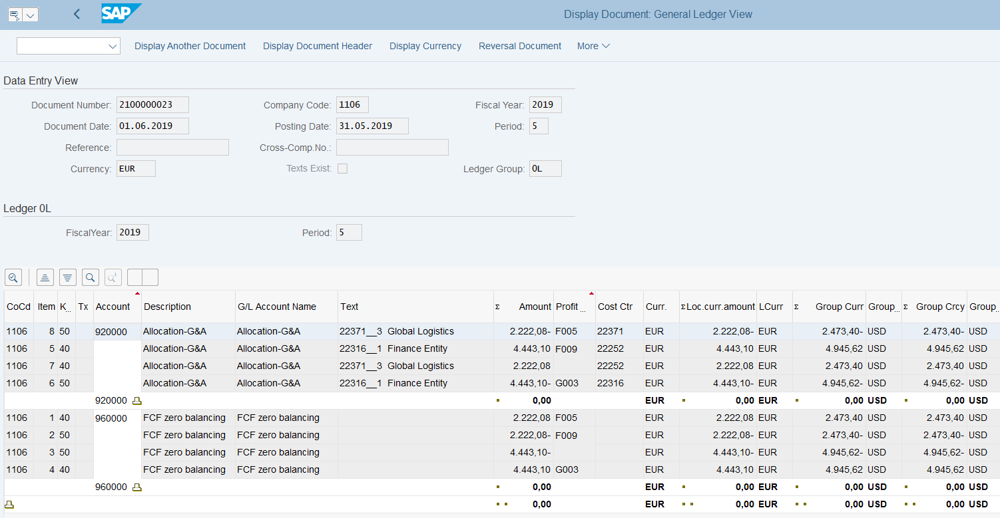 SAP Display Document: General Ledger View
Display Another Document Display Document Header Display Currency Reversal Document More
Data Entry View
Document Number: 2100000023 Company Code: 1106 Fiscal Year: 2019
Document Date: 01.06.2019 Posting Date: 31.05.2019 Period: 5
Reference: Cross-Comp.No.:
Currency: EUR Texts Exist: Ledger Group: 0L
Ledger 0L
FiscalYear: 2019 Period: 5
CoCd Item K... Tx Account Description G/L Account Name Text Σ Amount Profit ... Cost Ctr Curr. Σ Loc.curr.amount LCurr Σ Group Curr Group... Σ Group Crcy Group...
1106 8 50 920000 Allocation-G&A Allocation-G&A 22371__3 Global Logistics 2.222,08- F005 22371 EUR 2.222,08- EUR 2.473,40- USD 2.473,40- USD
1106 5 40 Allocation-G&A Allocation-G&A 22316__1 Finance Entity 4.443,10 F009 22252 EUR 4.443,10 EUR 4.945,62 USD 4.945,62 USD
1106 7 40 Allocation-G&A Allocation-G&A 22371__3 Global Logistics 2.222,08 22252 EUR 2.222,08 EUR 2.473,40 USD 2.473,40 USD
1106 6 50 Allocation-G&A Allocation-G&A 22316__1 Finance Entity 4.443,10- G003 22316 EUR 4.443,10- EUR 4.945,62- USD 4.945,62- USD
920000 0,00 EUR 0,00 EUR 0,00 USD 0,00 USD
1106 1 40 960000 FCF zero balancing FCF zero balancing 2.222,08 F005 EUR 2.222,08 EUR 2.473,40 USD 2.473,40 USD
1106 2 50 FCF zero balancing FCF zero balancing 2.222,08- F009 EUR 2.222,08- EUR 2.473,40- USD 2.473,40- USD
1106 3 50 FCF zero balancing FCF zero balancing 4.443,10- EUR 4.443,10- EUR 4.945,62- USD 4.945,62- USD
1106 4 40 FCF zero balancing FCF zero balancing 4.443,10 G003 EUR 4.443,10 EUR 4.945,62 USD 4.945,62 USD
960000 0,00 EUR 0,00 EUR 0,00 USD 0,00 USD
0,00 EUR 0,00 EUR 0,00 USD 0,00 USD